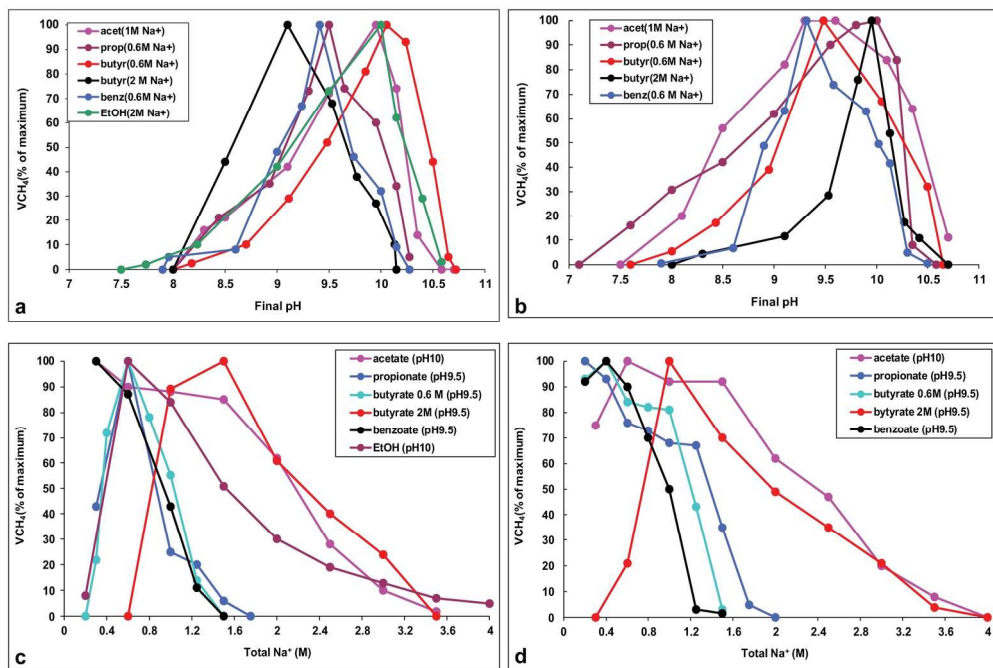 VCH4(% of maximum)
100
90
80
70
60
50
40
30
20
10
0
acet(1M Na+)
prop(0.6M Na+)
butyr(0.6M Na+)
butyr(2 M Na+)
benz(0.6M Na+)
EtOH(2M Na+)
7 7.5 8 8.5 9 9.5 10 10.5 11
Final pH
a
VCH4(% of maximum)
100
90
80
70
60
50
40
30
20
10
0
acet(1M Na+)
prop(0.6 M Na+)
butyr(0.6M Na+)
butyr(2M Na+)
benz(0.6 M Na+)
7 7.5 8 8.5 9 9.5 10 10.5 11
Final pH
b
VCH4(% of maximum)
100
90
80
70
60
50
40
30
20
10
0
acetate (pH10)
propionate (pH9.5)
butyrate 0.6 M (pH9.5)
butyrate 2M (pH9.5)
benzoate (pH9.5)
EtOH (pH10)
0 0.4 0.8 1.2 1.6 2 2.4 2.8 3.2 3.6 4
Total Na+ (M)
c
VCH4(% of maximum)
100
90
80
70
60
50
40
30
20
10
0
acetate (pH10)
propionate (pH9.5)
butyrate 0.6M (pH9.5)
bytyrate 2M (pH9.5)
benzoate (pH9.5)
0 0.4 0.8 1.2 1.6 2 2.4 2.8 3.2 3.6 4
Total Na+ (M)
d